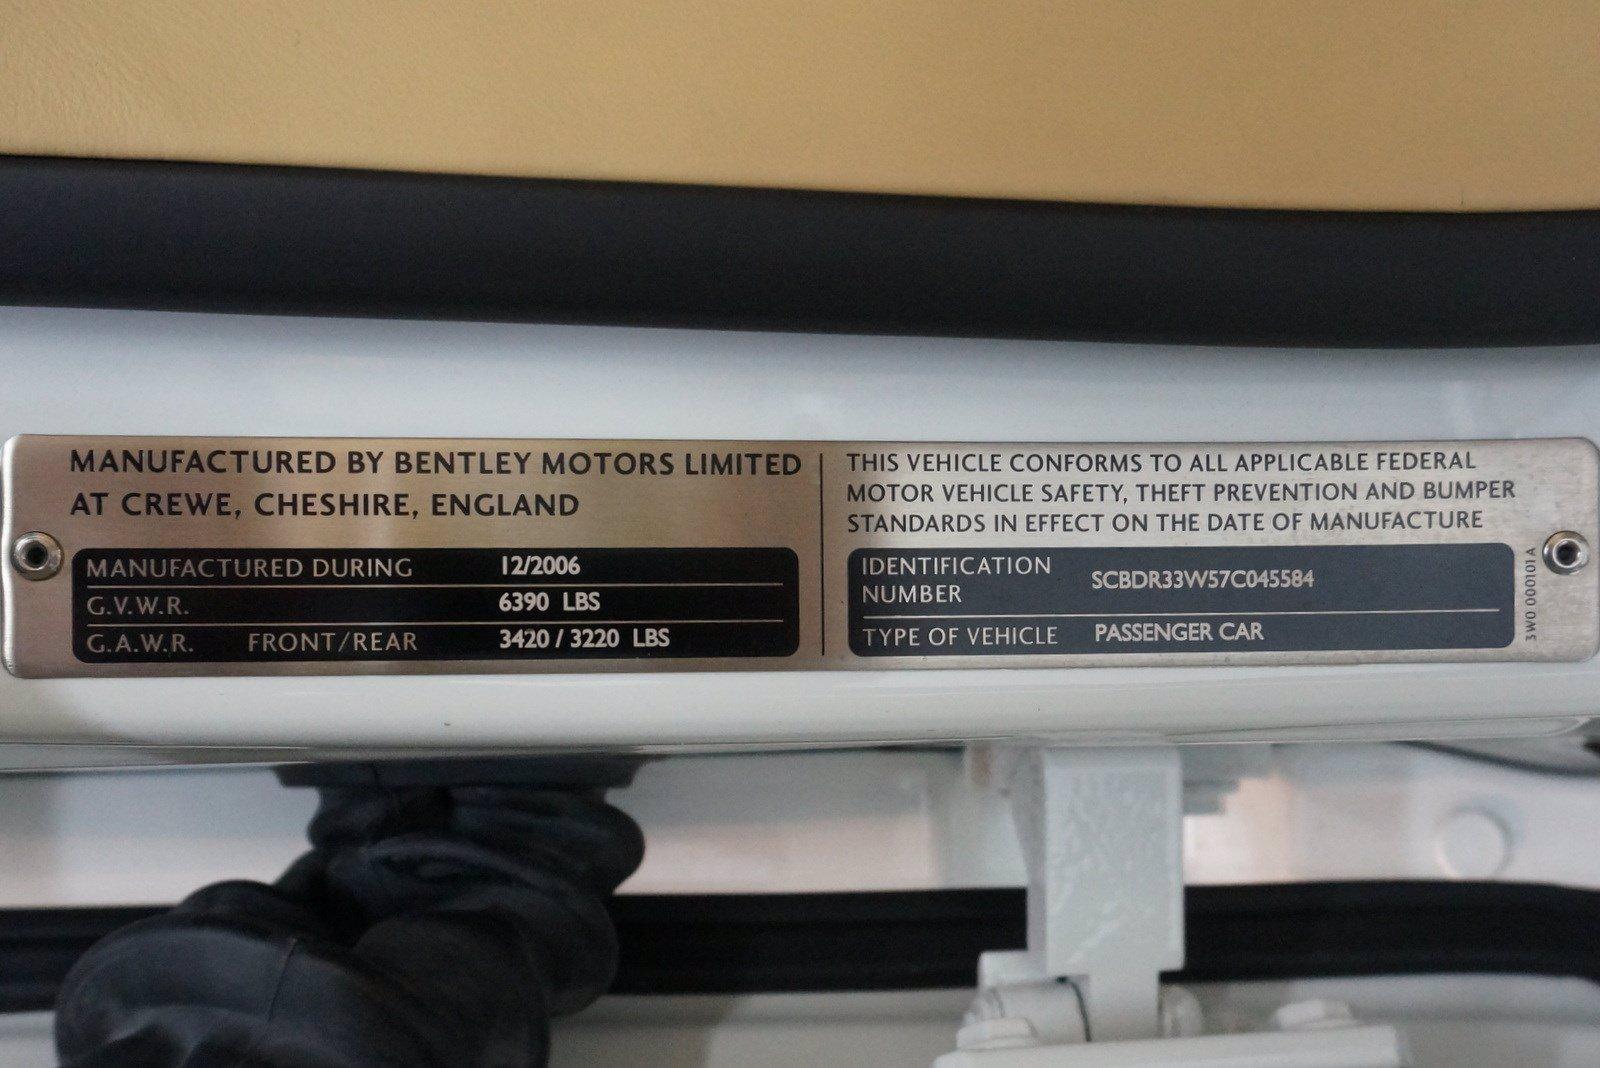 MANUFACTURED BY BENTLEY MOTORS LIMITED
AT CREWE, CHESHIRE, ENGLAND
MANUFACTURED DURING 12/2006
G.V.W.R. 6390 LBS
G.A.W.R. FRONT/REAR 3420 / 3220 LBS
THIS VEHICLE CONFORMS TO ALL APPLICABLE FEDERAL
MOTOR VEHICLE SAFETY, THEFT PREVENTION AND BUMPER
STANDARDS IN EFFECT ON THE DATE OF MANUFACTURE
IDENTIFICATION
NUMBER SCBDR33W57C045584
TYPE OF VEHICLE PASSENGER CAR
3W0 000101A